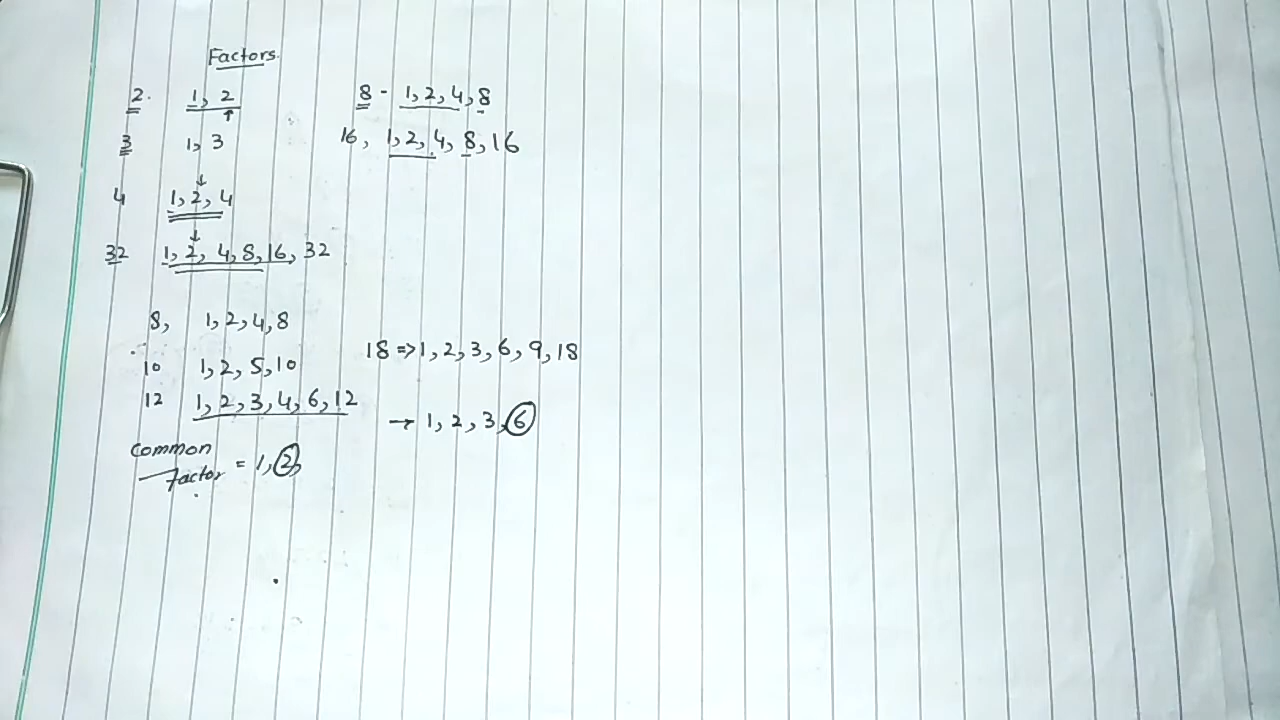 Factors.
2. 1, 2
3 1, 3
4 1, 2, 4
32 1, 2, 4, 8, 16, 32
8 - 1, 2, 4, 8
16, 1, 2, 4, 8, 16
8, 1, 2, 4, 8
10 1, 2, 5, 10
12 1, 2, 3, 4, 6, 12
common
factor = 1, 2,
18 => 1, 2, 3, 6, 9, 18
→ 1, 2, 3, 6